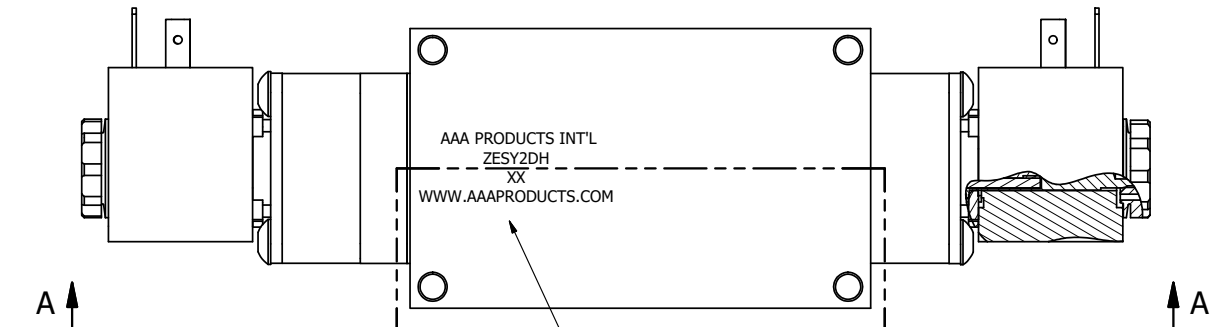 AAA PRODUCTS INT'L
ZESY2DH
XX
WWW.AAAPRODUCTS.COM
A A